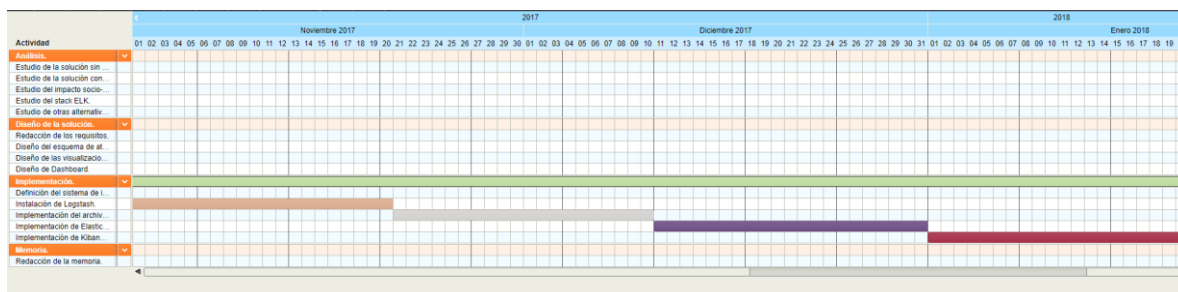 2017 2018
Noviembre 2017 Diciembre 2017 Enero 2018
Actividad 01 02 03 04 05 06 07 08 09 10 11 12 13 14 15 16 17 18 19 20 21 22 23 24 25 26 27 28 29 30 01 02 03 04 05 06 07 08 09 10 11 12 13 14 15 16 17 18 19 20 21 22 23 24 25 26 27 28 29 30 31 01 02 03 04 05 06 07 08 09 10 11 12 13 14 15 16 17 18 19
Análisis.
Estudio de la solución sin ...
Estudio de la solución con...
Estudio del impacto socio-...
Estudio del stack ELK.
Estudio de otras alternativ...
Diseño de la solución.
Redacción de los requisitos.
Diseño del esquema de at...
Diseño de las visualizacio...
Diseño de Dashboard.
Implementación.
Definición del sistema de i...
Instalación de Logstash.
Implementación del archiv...
Implementación de Elastic...
Implementación de Kiban...
Memoria.
Redacción de la memoria.